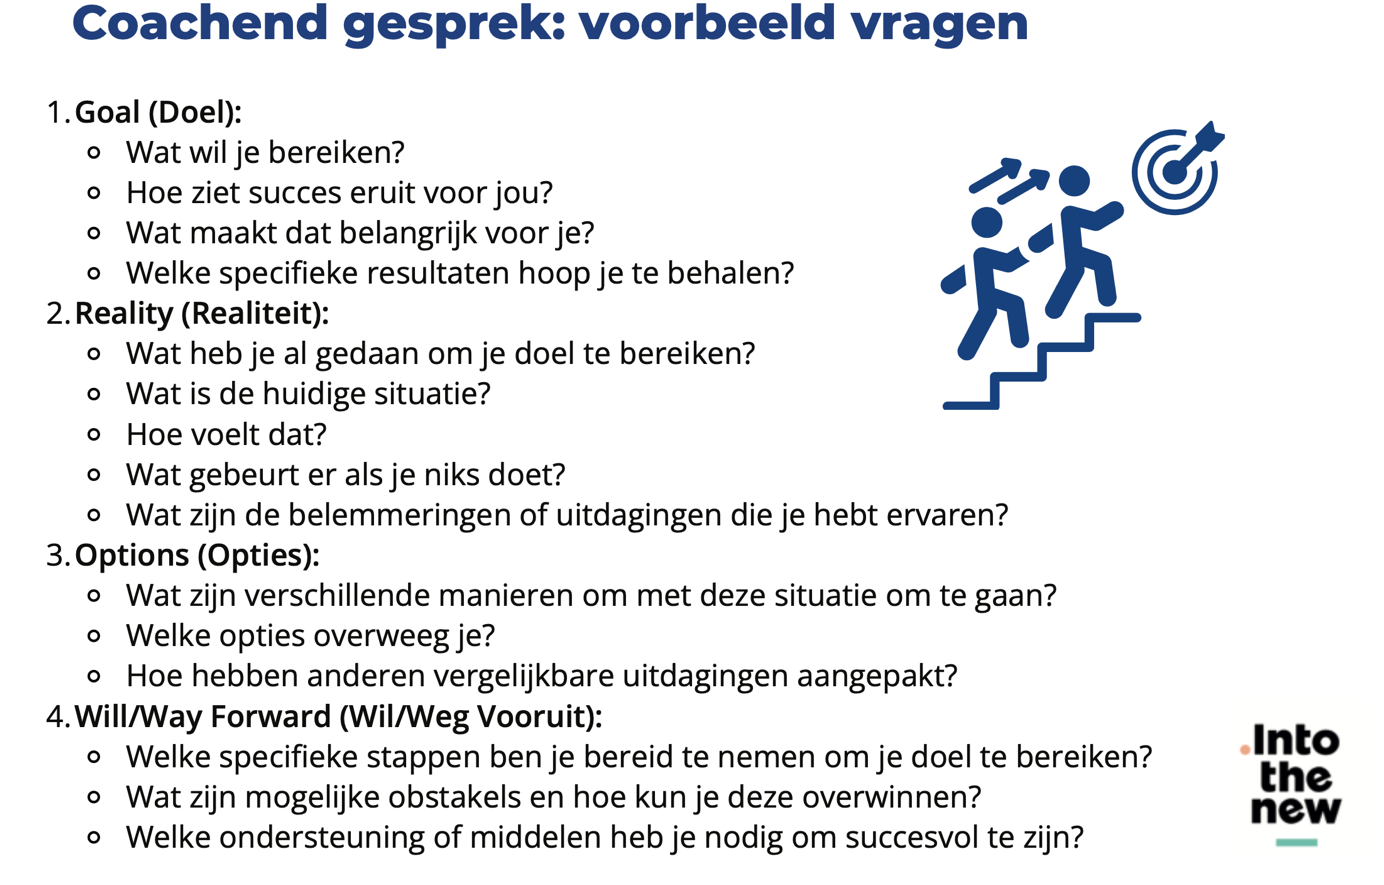 Coachend gesprek: voorbeeld vragen
1. Goal (Doel):
Wat wil je bereiken?
Hoe ziet succes eruit voor jou?
Wat maakt dat belangrijk voor je?
Welke specifieke resultaten hoop je te behalen?
2. Reality (Realiteit):
Wat heb je al gedaan om je doel te bereiken?
Wat is de huidige situatie?
Hoe voelt dat?
Wat gebeurt er als je niks doet?
Wat zijn de belemmeringen of uitdagingen die je hebt ervaren?
3. Options (Opties):
Wat zijn verschillende manieren om met deze situatie om te gaan?
Welke opties overweeg je?
Hoe hebben anderen vergelijkbare uitdagingen aangepakt?
4. Will/Way Forward (Wil/Weg Vooruit):
Welke specifieke stappen ben je bereid te nemen om je doel te bereiken?
Wat zijn mogelijke obstakels en hoe kun je deze overwinnen?
Welke ondersteuning of middelen heb je nodig om succesvol te zijn?
.Into
the
new